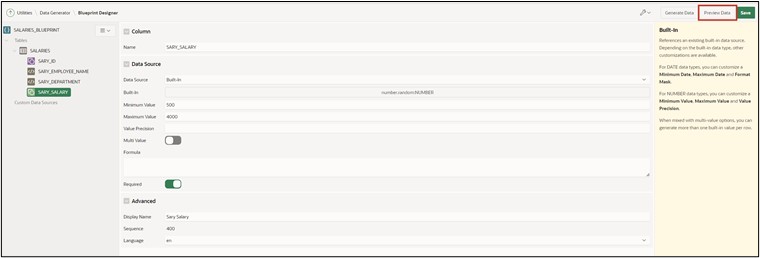 Utilities Data Generator Blueprint Designer
Generate Data Preview Data Save
SALARIES_BLUEPRINT
Tables
SALARIES
SARY_ID
SARY_EMPLOYEE_NAME
SARY_DEPARTMENT
SARY_SALARY
Custom Data Sources
Column
Name SARY_SALARY
Data Source
Data Source Built-In
Built-In number.random:NUMBER
Minimum Value 500
Maximum Value 4000
Value Precision
Multi Value
Formula
Required
Advanced
Display Name Sary Salary
Sequence 400
Language en
Built-In
References an existing built-in data source.
Depending on the built-in data type, other
customizations are available.
For DATE data types, you can customize a
Minimum Date, Maximum Date and Format
Mask.
For NUMBER data types, you can customize a
Minimum Value, Maximum Value and Value
Precision.
When mixed with multi-value options, you can
generate more than one built-in value per row.